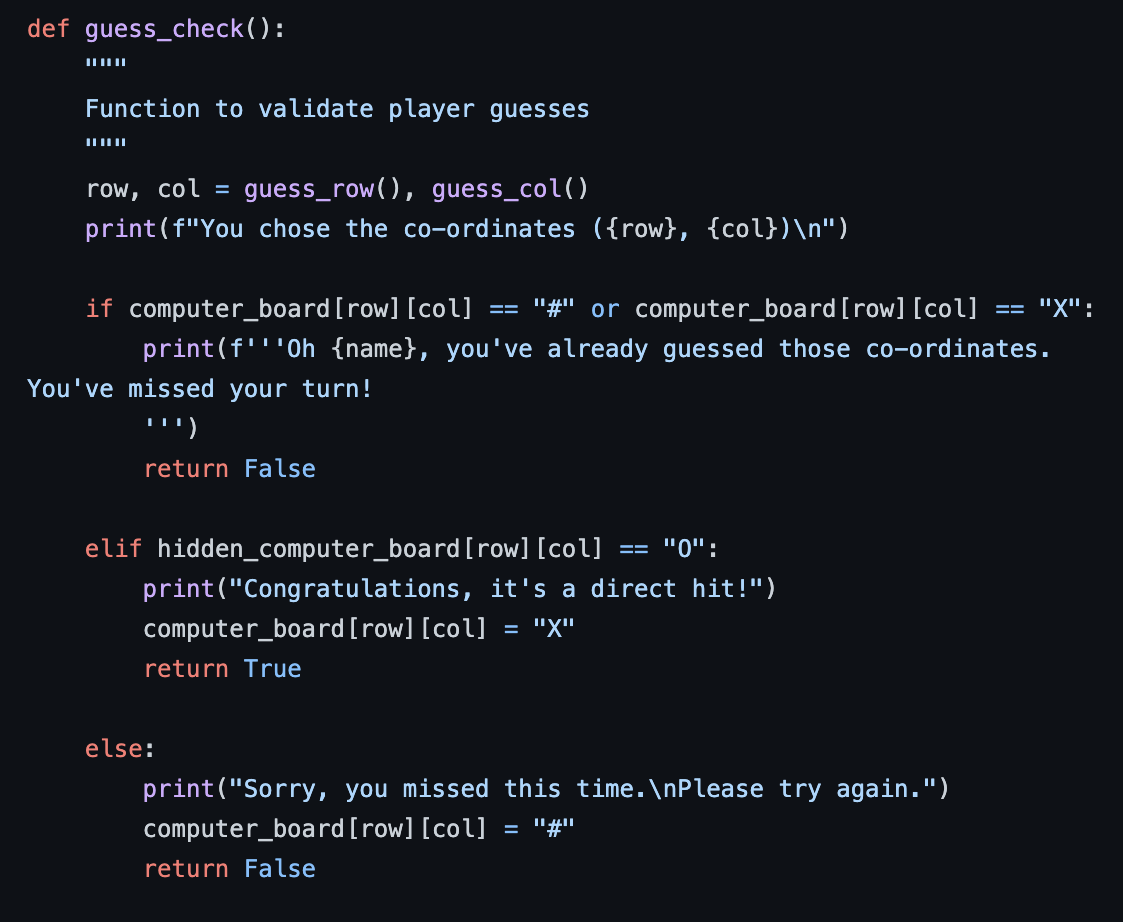 def guess_check():
    """
    Function to validate player guesses
    """
    row, col = guess_row(), guess_col()
    print(f"You chose the co-ordinates ({row}, {col})\n")

    if computer_board[row][col] == "#" or computer_board[row][col] == "X":
        print(f'''Oh {name}, you've already guessed those co-ordinates.
You've missed your turn!
        ''')
        return False

    elif hidden_computer_board[row][col] == "O":
        print("Congratulations, it's a direct hit!")
        computer_board[row][col] = "X"
        return True

    else:
        print("Sorry, you missed this time.\nPlease try again.")
        computer_board[row][col] = "#"
        return False